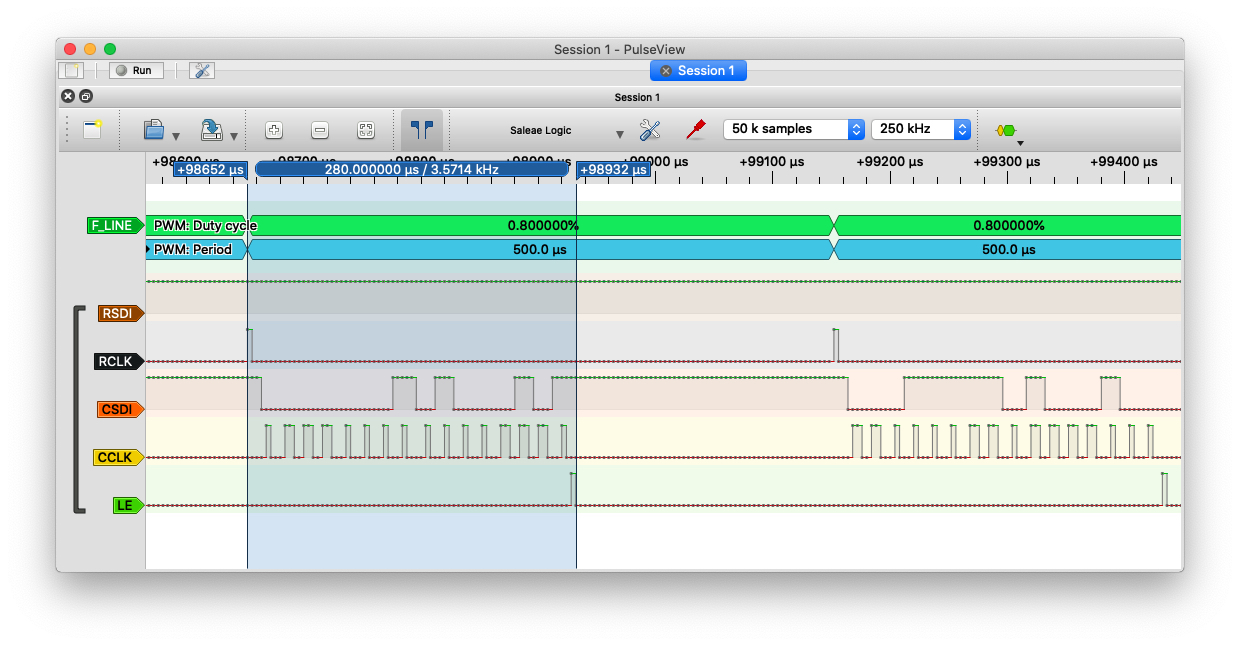 Session 1 - PulseView
Run
Session 1
Session 1
Saleae Logic
50 k samples
250 kHz
+98600 µs +98700 µs +98800 µs +98900 µs +99000 µs +99100 µs +99200 µs +99300 µs +99400 µs
+98652 µs 280.000000 µs / 3.5714 kHz +98932 µs
F_LINE PWM: Duty cycle 0.800000% 0.800000%
PWM: Period 500.0 µs 500.0 µs
RSDI
RCLK
CSDI
CCLK
LE